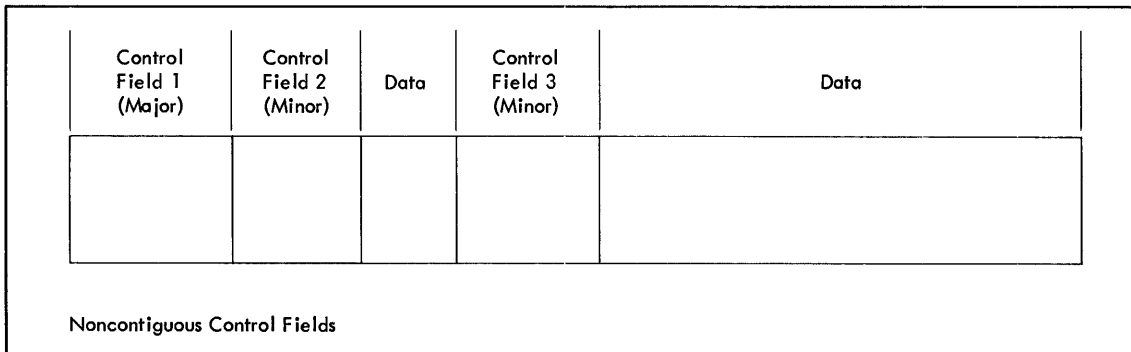 Control
Field 1
(Major)
Control
Field 2
(Minor)
Data
Control
Field 3
(Minor)
Data
Noncontiguous Control Fields